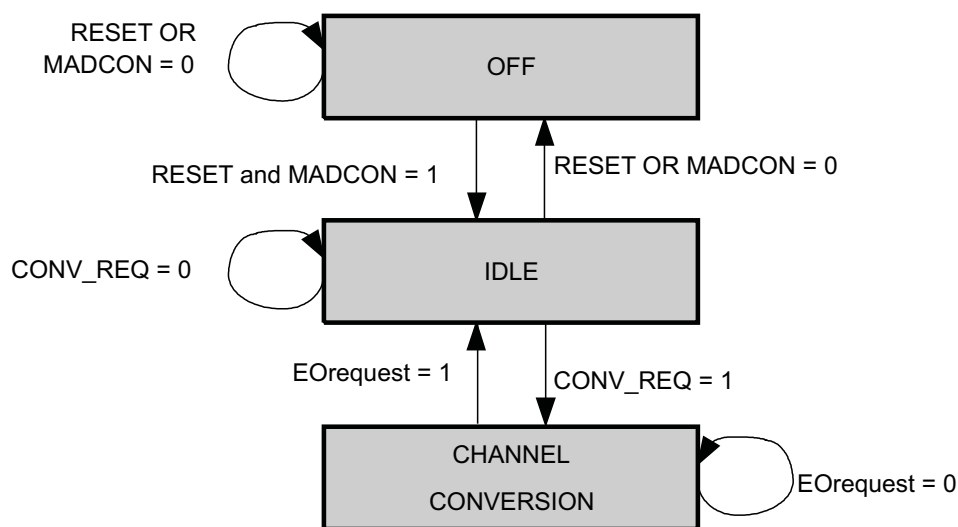 RESET OR
MADCON = 0
OFF
RESET and MADCON = 1
RESET OR MADCON = 0
CONV_REQ = 0
IDLE
EOrequest = 1
CONV_REQ = 1
CHANNEL
CONVERSION
EOrequest = 0